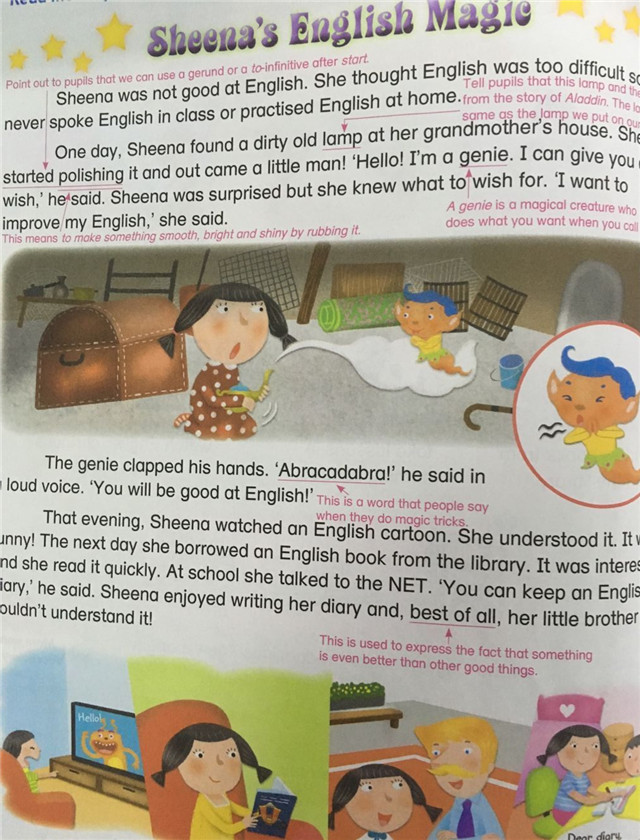 Sheena's English Magic
Point out to pupils that we can use a gerund or a to-infinitive after start.
Sheena was not good at English. She thought English was too difficult so
never spoke English in class or practised English at home.
Tell pupils that this lamp and the
from the story of Aladdin. The la
same as the lamp we put on our
One day, Sheena found a dirty old lamp at her grandmother's house. She
started polishing it and out came a little man! 'Hello! I'm a genie. I can give you
wish,' he said. Sheena was surprised but she knew what to wish for. 'I want to
improve my English,' she said.
A genie is a magical creature who
does what you want when you call
This means to make something smooth, bright and shiny by rubbing it.
The genie clapped his hands. 'Abracadabra!' he said in
loud voice. 'You will be good at English!'
This is a word that people say
when they do magic tricks.
That evening, Sheena watched an English cartoon. She understood it. It w
unny! The next day she borrowed an English book from the library. It was interes
nd she read it quickly. At school she talked to the NET. 'You can keep an Englis
iary,' he said. Sheena enjoyed writing her diary and, best of all, her little brother
ouldn't understand it!
This is used to express the fact that something
is even better than other good things.
Hello!
Dear diary,